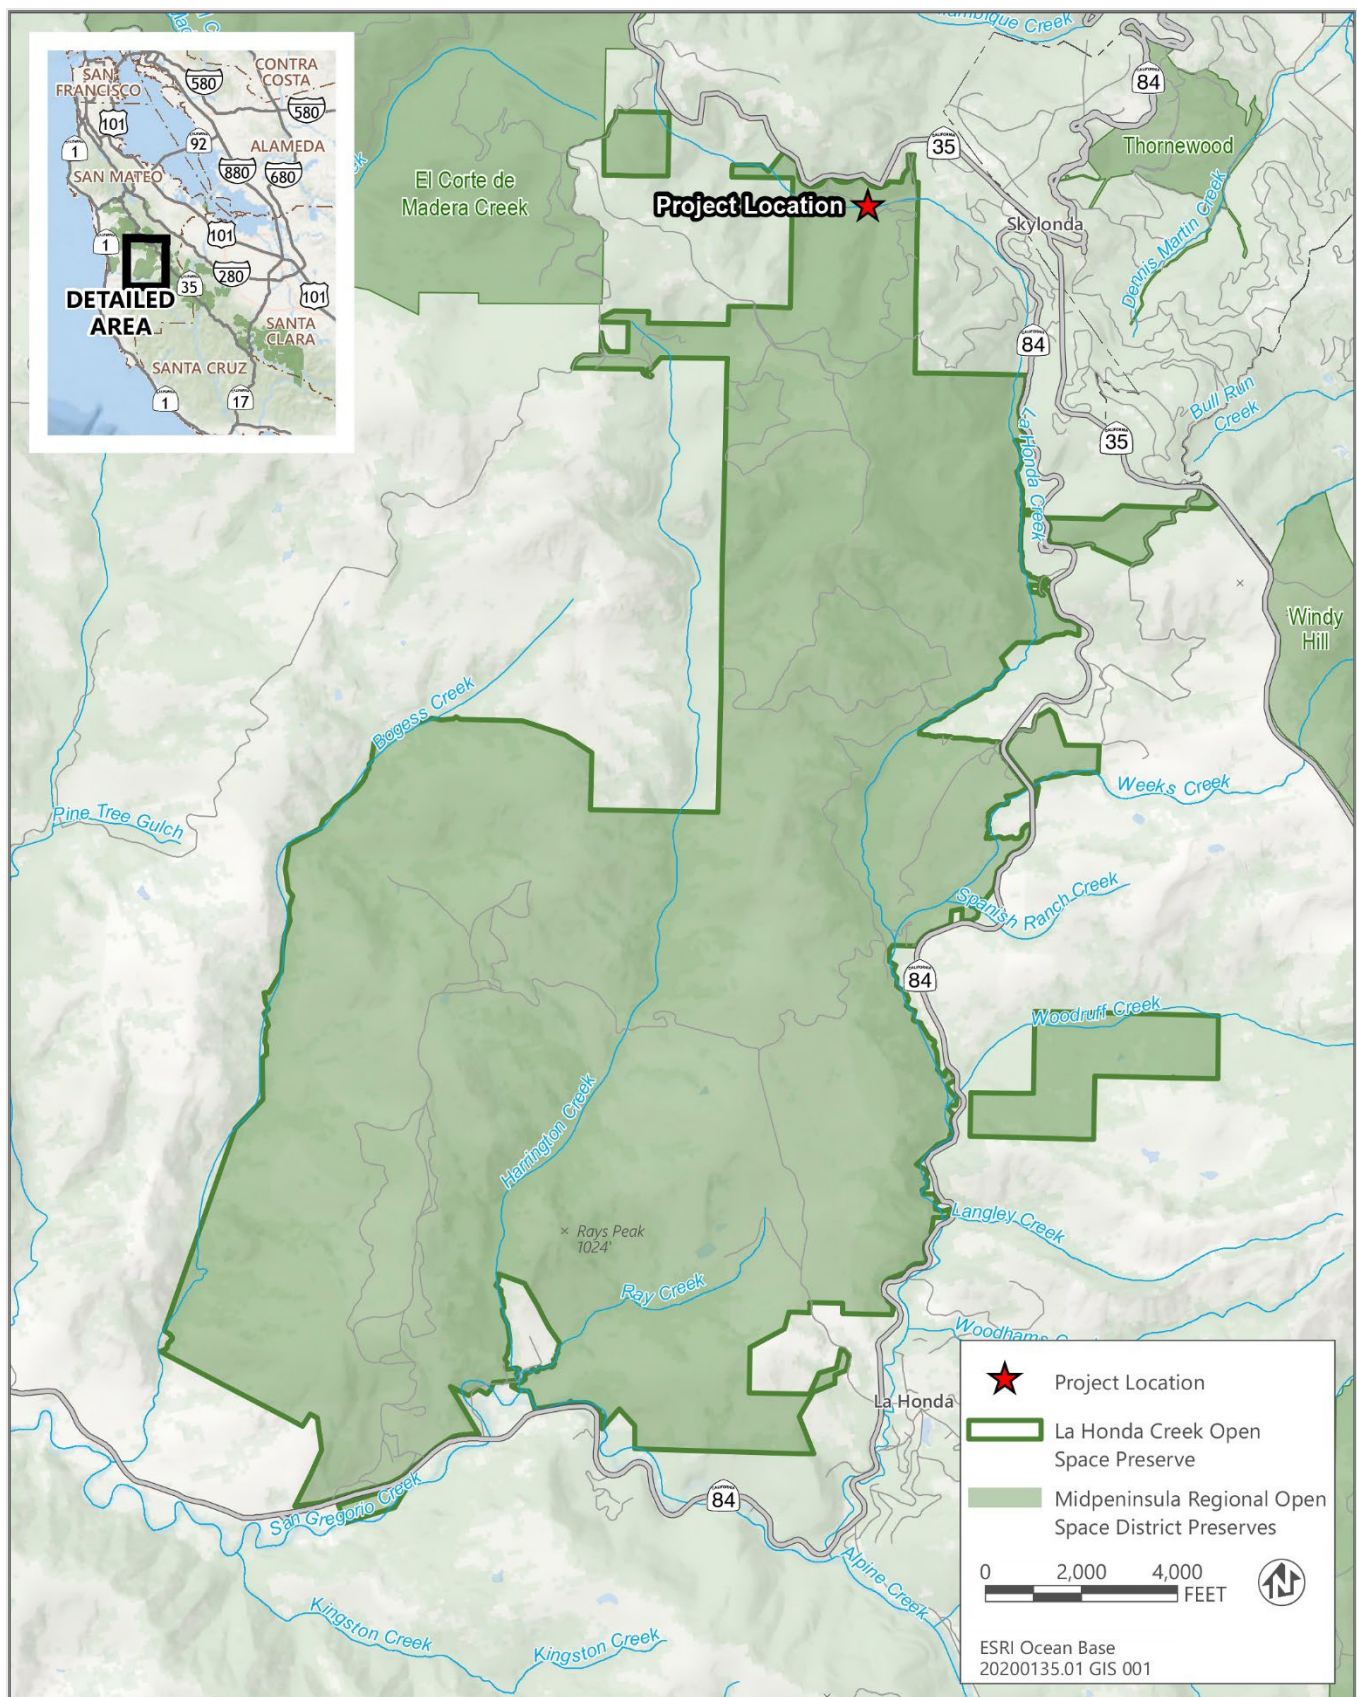 SAN
FRANCISCO
CONTRA
COSTA
580
580
101
1
92
ALAMEDA
880
680
SAN MATEO
101
1
280
35
101
DETAILED
AREA
SANTA
CLARA
SANTA CRUZ
1
17
84
35
Thornewood
El Corte de
Madera Creek
Project Location
Skylonda
Dennis Martin Creek
84
Bull Run
Creek
35
La Honda Creek
Windy
Hill
Bogess Creek
Weeks Creek
Pine Tree Gulch
Spanish Ranch Creek
84
Woodruff Creek
Harrington Creek
Langley Creek
Rays Peak
1024'
Ray Creek
Woodhams
La Honda
San Gregorio Creek
84
Alpine Creek
Kingston Creek
Kingston Creek
Project Location
La Honda Creek Open
Space Preserve
Midpeninsula Regional Open
Space District Preserves
0 2,000 4,000
FEET
N
ESRI Ocean Base
20200135.01 GIS 001